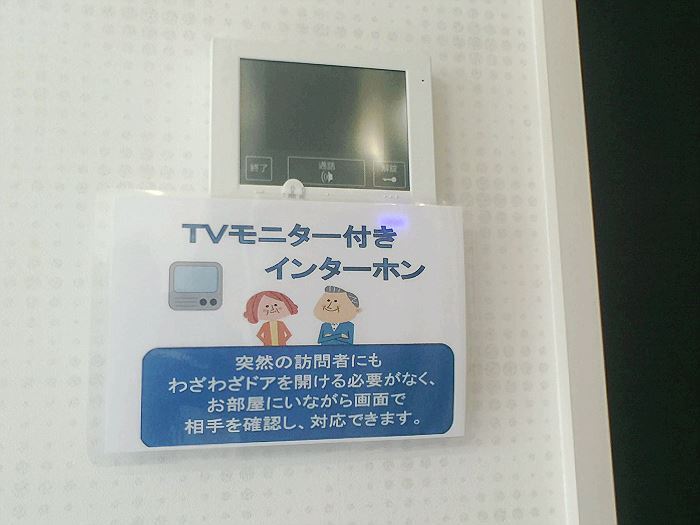 終了
通話
解錠
TVモニター付き
インターホン
突然の訪問者にも
わざわざドアを開ける必要がなく、
お部屋にいながら画面で
相手を確認し、対応できます。